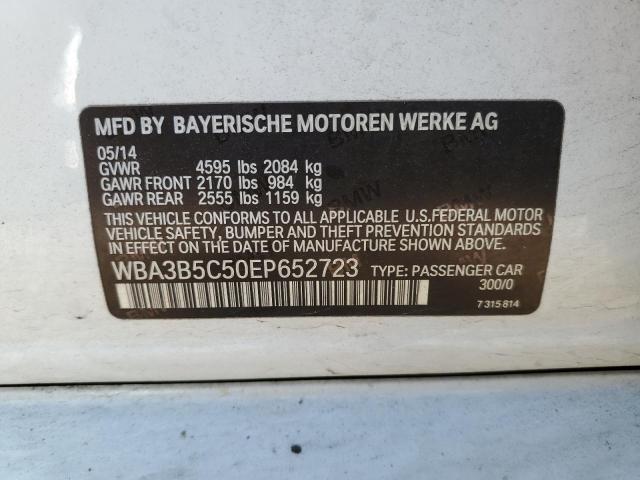 MFD BY BAYERISCHE MOTOREN WERKE AG
05/14
GVWR 4595 lbs 2084 kg
GAWR FRONT 2170 lbs 984 kg
GAWR REAR 2555 lbs 1159 kg
THIS VEHICLE CONFORMS TO ALL APPLICABLE U.S.FEDERAL MOTOR
VEHICLE SAFETY, BUMPER AND THEFT PREVENTION STANDARDS
IN EFFECT ON THE DATE OF MANUFACTURE SHOWN ABOVE.
WBA3B5C50EP652723 TYPE: PASSENGER CAR
300/0
7 315 814
BMW